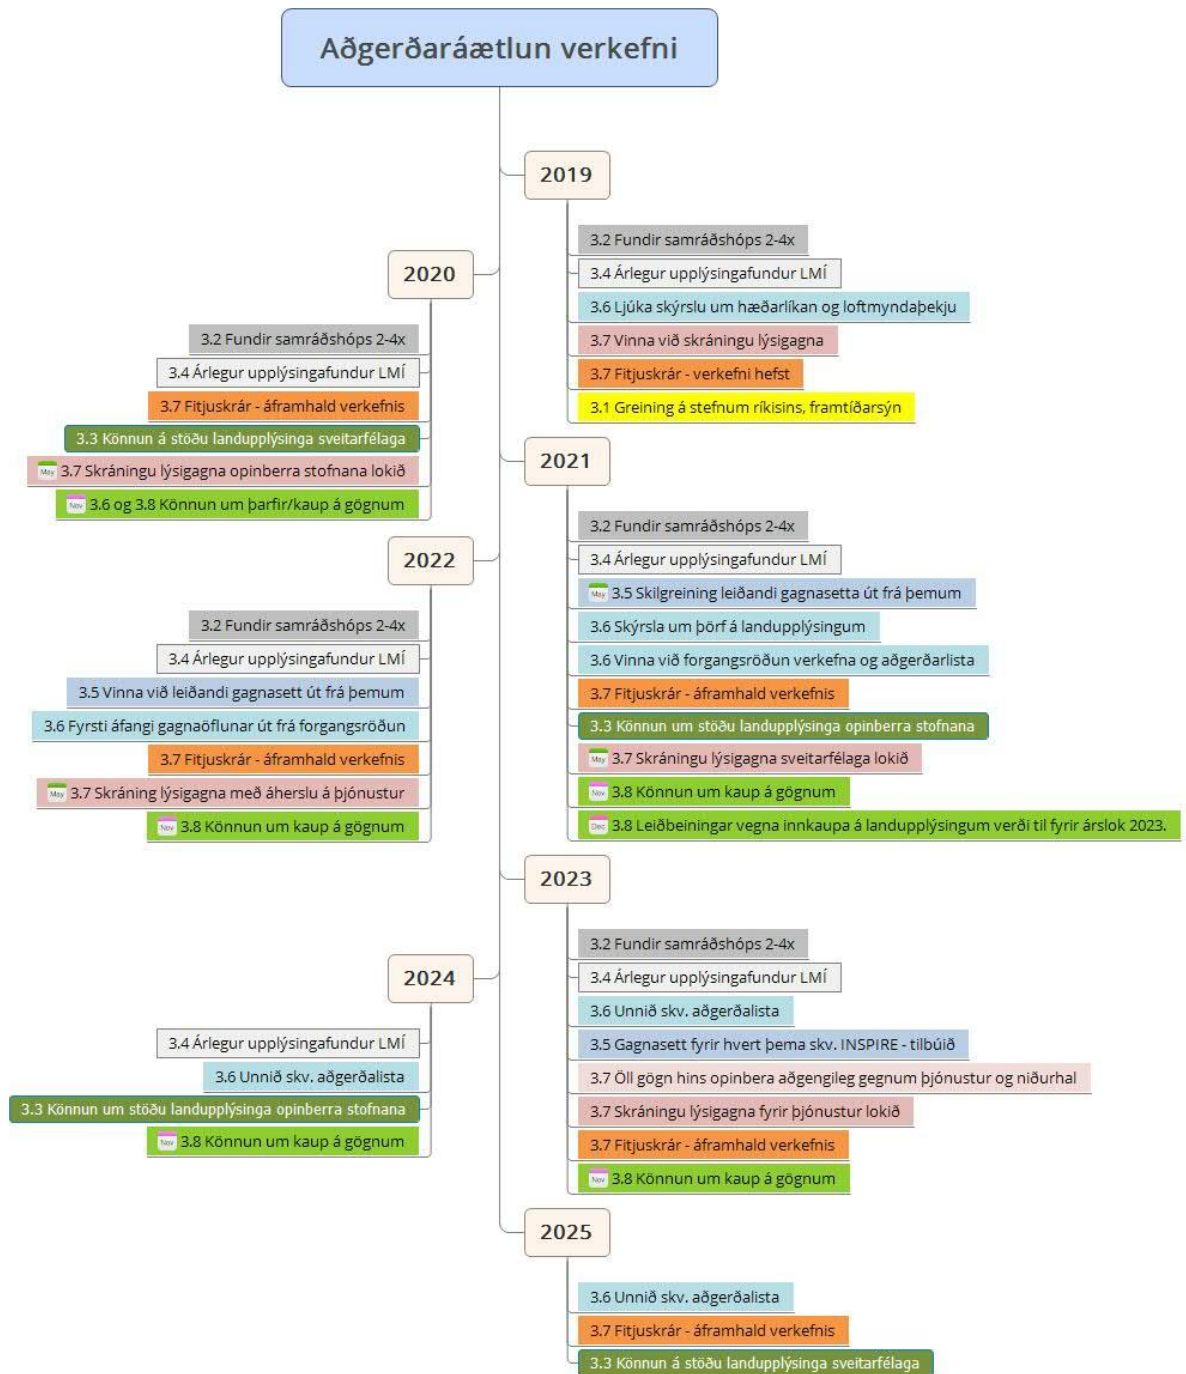 Aðgerðaráætlun verkefni
2019
3.2 Fundir samráðshóps 2-4x
3.4 Árlegur upplýsingafundur LMÍ
3.6 Ljúka skýrslu um hæðarlíkan og loftmyndaþekju
3.7 Vinna við skráningu lýsigagna
3.7 Fitjuskrár - verkefni hefst
3.1 Greining á stefnum ríkisins, framtíðarsýn
2020
3.2 Fundir samráðshóps 2-4x
3.4 Árlegur upplýsingafundur LMÍ
3.7 Fitjuskrár - áframhald verkefnis
3.3 Könnun á stöðu landupplýsinga sveitarfélaga
May 3.7 Skráningu lýsigagna opinberra stofnana lokið
Nov 3.6 og 3.8 Könnun um þarfir/kaup á gögnum
2021
3.2 Fundir samráðshóps 2-4x
3.4 Árlegur upplýsingafundur LMÍ
May 3.5 Skilgreining leiðandi gagnasetta út frá þemum
3.6 Skýrsla um þörf á landupplýsingum
3.6 Vinna við forgangsröðun verkefna og aðgerðarlista
3.7 Fitjuskrár - áframhald verkefnis
3.3 Könnun um stöðu landupplýsinga opinberra stofnana
May 3.7 Skráningu lýsigagna sveitarfélaga lokið
Nov 3.8 Könnun um kaup á gögnum
Dec 3.8 Leiðbeiningar vegna innkaupa á landupplýsingum verði til fyrir árslok 2023.
2022
3.2 Fundir samráðshóps 2-4x
3.4 Árlegur upplýsingafundur LMÍ
3.5 Vinna við leiðandi gagnasett út frá þemum
3.6 Fyrsti áfangi gagnaöflunar út frá forgangsröðun
3.7 Fitjuskrár - áframhald verkefnis
May 3.7 Skráning lýsigagna með áherslu á þjónustur
Nov 3.8 Könnun um kaup á gögnum
2023
3.2 Fundir samráðshóps 2-4x
3.4 Árlegur upplýsingafundur LMÍ
3.6 Unnið skv. aðgerðalista
3.5 Gagnasett fyrir hvert þema skv. INSPIRE - tilbúið
3.7 Öll gögn hins opinbera aðgengileg gegnum þjónustur og niðurhal
3.7 Skráningu lýsigagna fyrir þjónustur lokið
3.7 Fitjuskrár - áframhald verkefnis
Nov 3.8 Könnun um kaup á gögnum
2024
3.4 Árlegur upplýsingafundur LMÍ
3.6 Unnið skv. aðgerðalista
3.3 Könnun um stöðu landupplýsinga opinberra stofnana
Nov 3.8 Könnun um kaup á gögnum
2025
3.6 Unnið skv. aðgerðalista
3.7 Fitjuskrár - áframhald verkefnis
3.3 Könnun á stöðu landupplýsinga sveitarfélaga